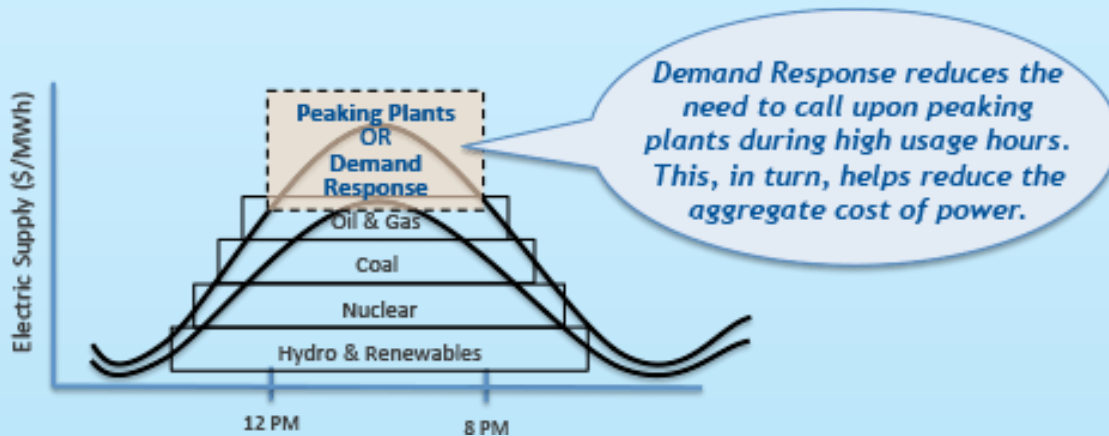 Demand Response reduces the
need to call upon peaking
plants during high usage hours.
This, in turn, helps reduce the
aggregate cost of power.
Peaking Plants
OR
Demand
Response
Oil & Gas
Coal
Nuclear
Hydro & Renewables
Electric Supply ($/MWh)
12 PM
8 PM